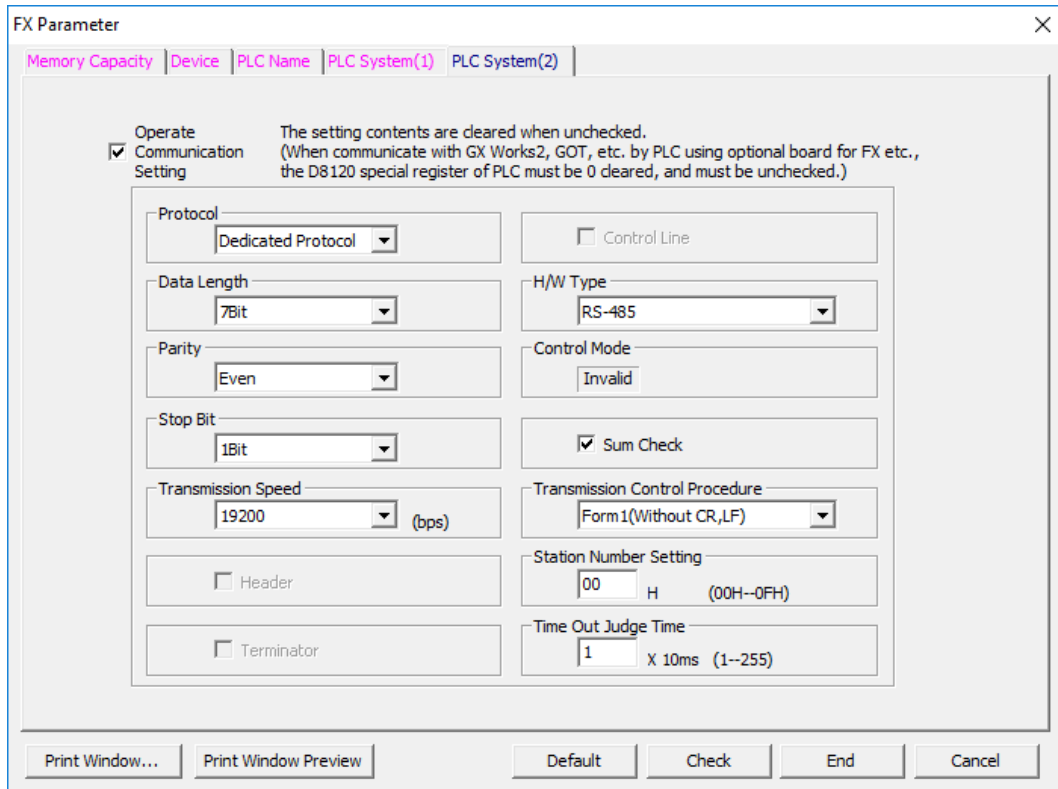 FX Parameter
Memory Capacity
Device
PLC Name
PLC System(1)
PLC System(2)
Operate
Communication
Setting
The setting contents are cleared when unchecked.
(When communicate with GX Works2, GOT, etc. by PLC using optional board for FX etc.,
the D8120 special register of PLC must be 0 cleared, and must be unchecked.)
Protocol
Dedicated Protocol
Control Line
Data Length
7Bit
H/W Type
RS-485
Parity
Even
Control Mode
Invalid
Stop Bit
1Bit
Sum Check
Transmission Speed
19200
(bps)
Transmission Control Procedure
Form1(Without CR,LF)
Header
Station Number Setting
00
H
(00H--0FH)
Terminator
Time Out Judge Time
1
X 10ms
(1--255)
Print Window...
Print Window Preview
Default
Check
End
Cancel